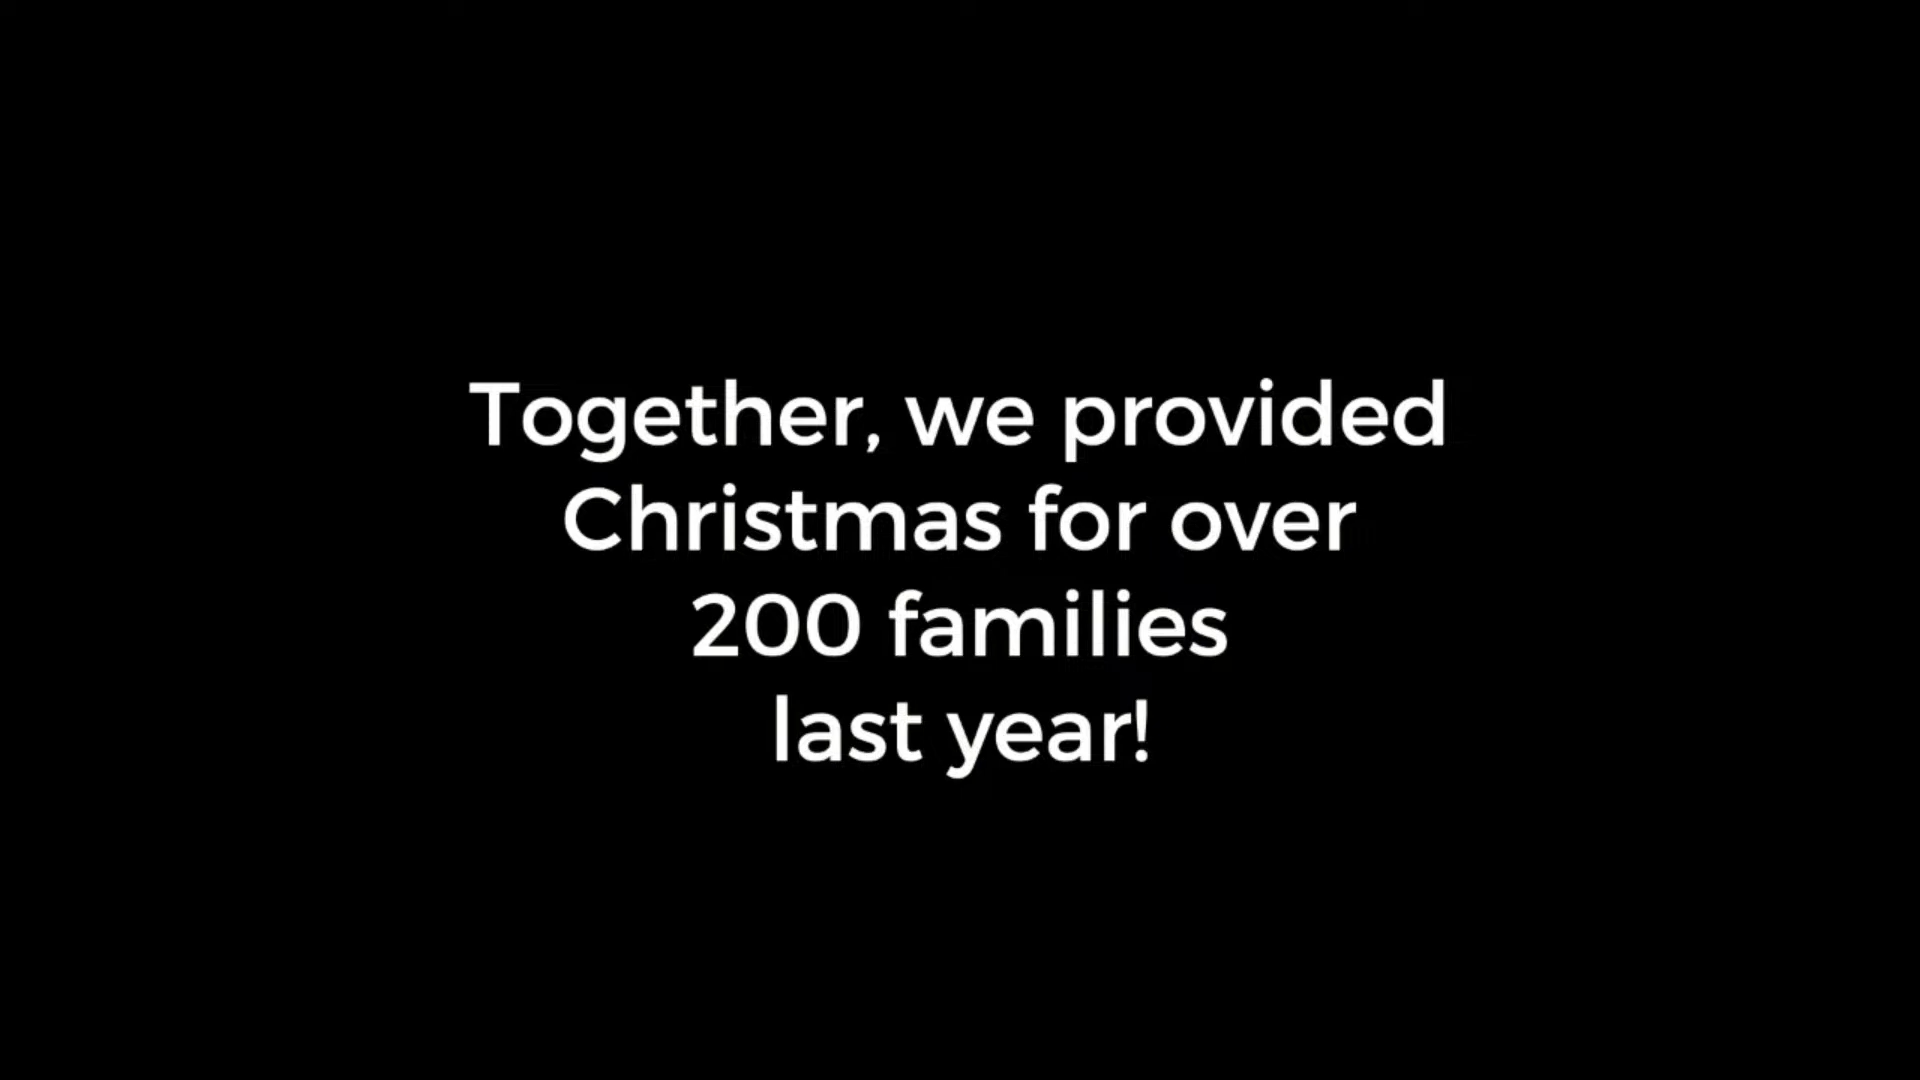 Together, we provided
Christmas for over
200 families
last year!